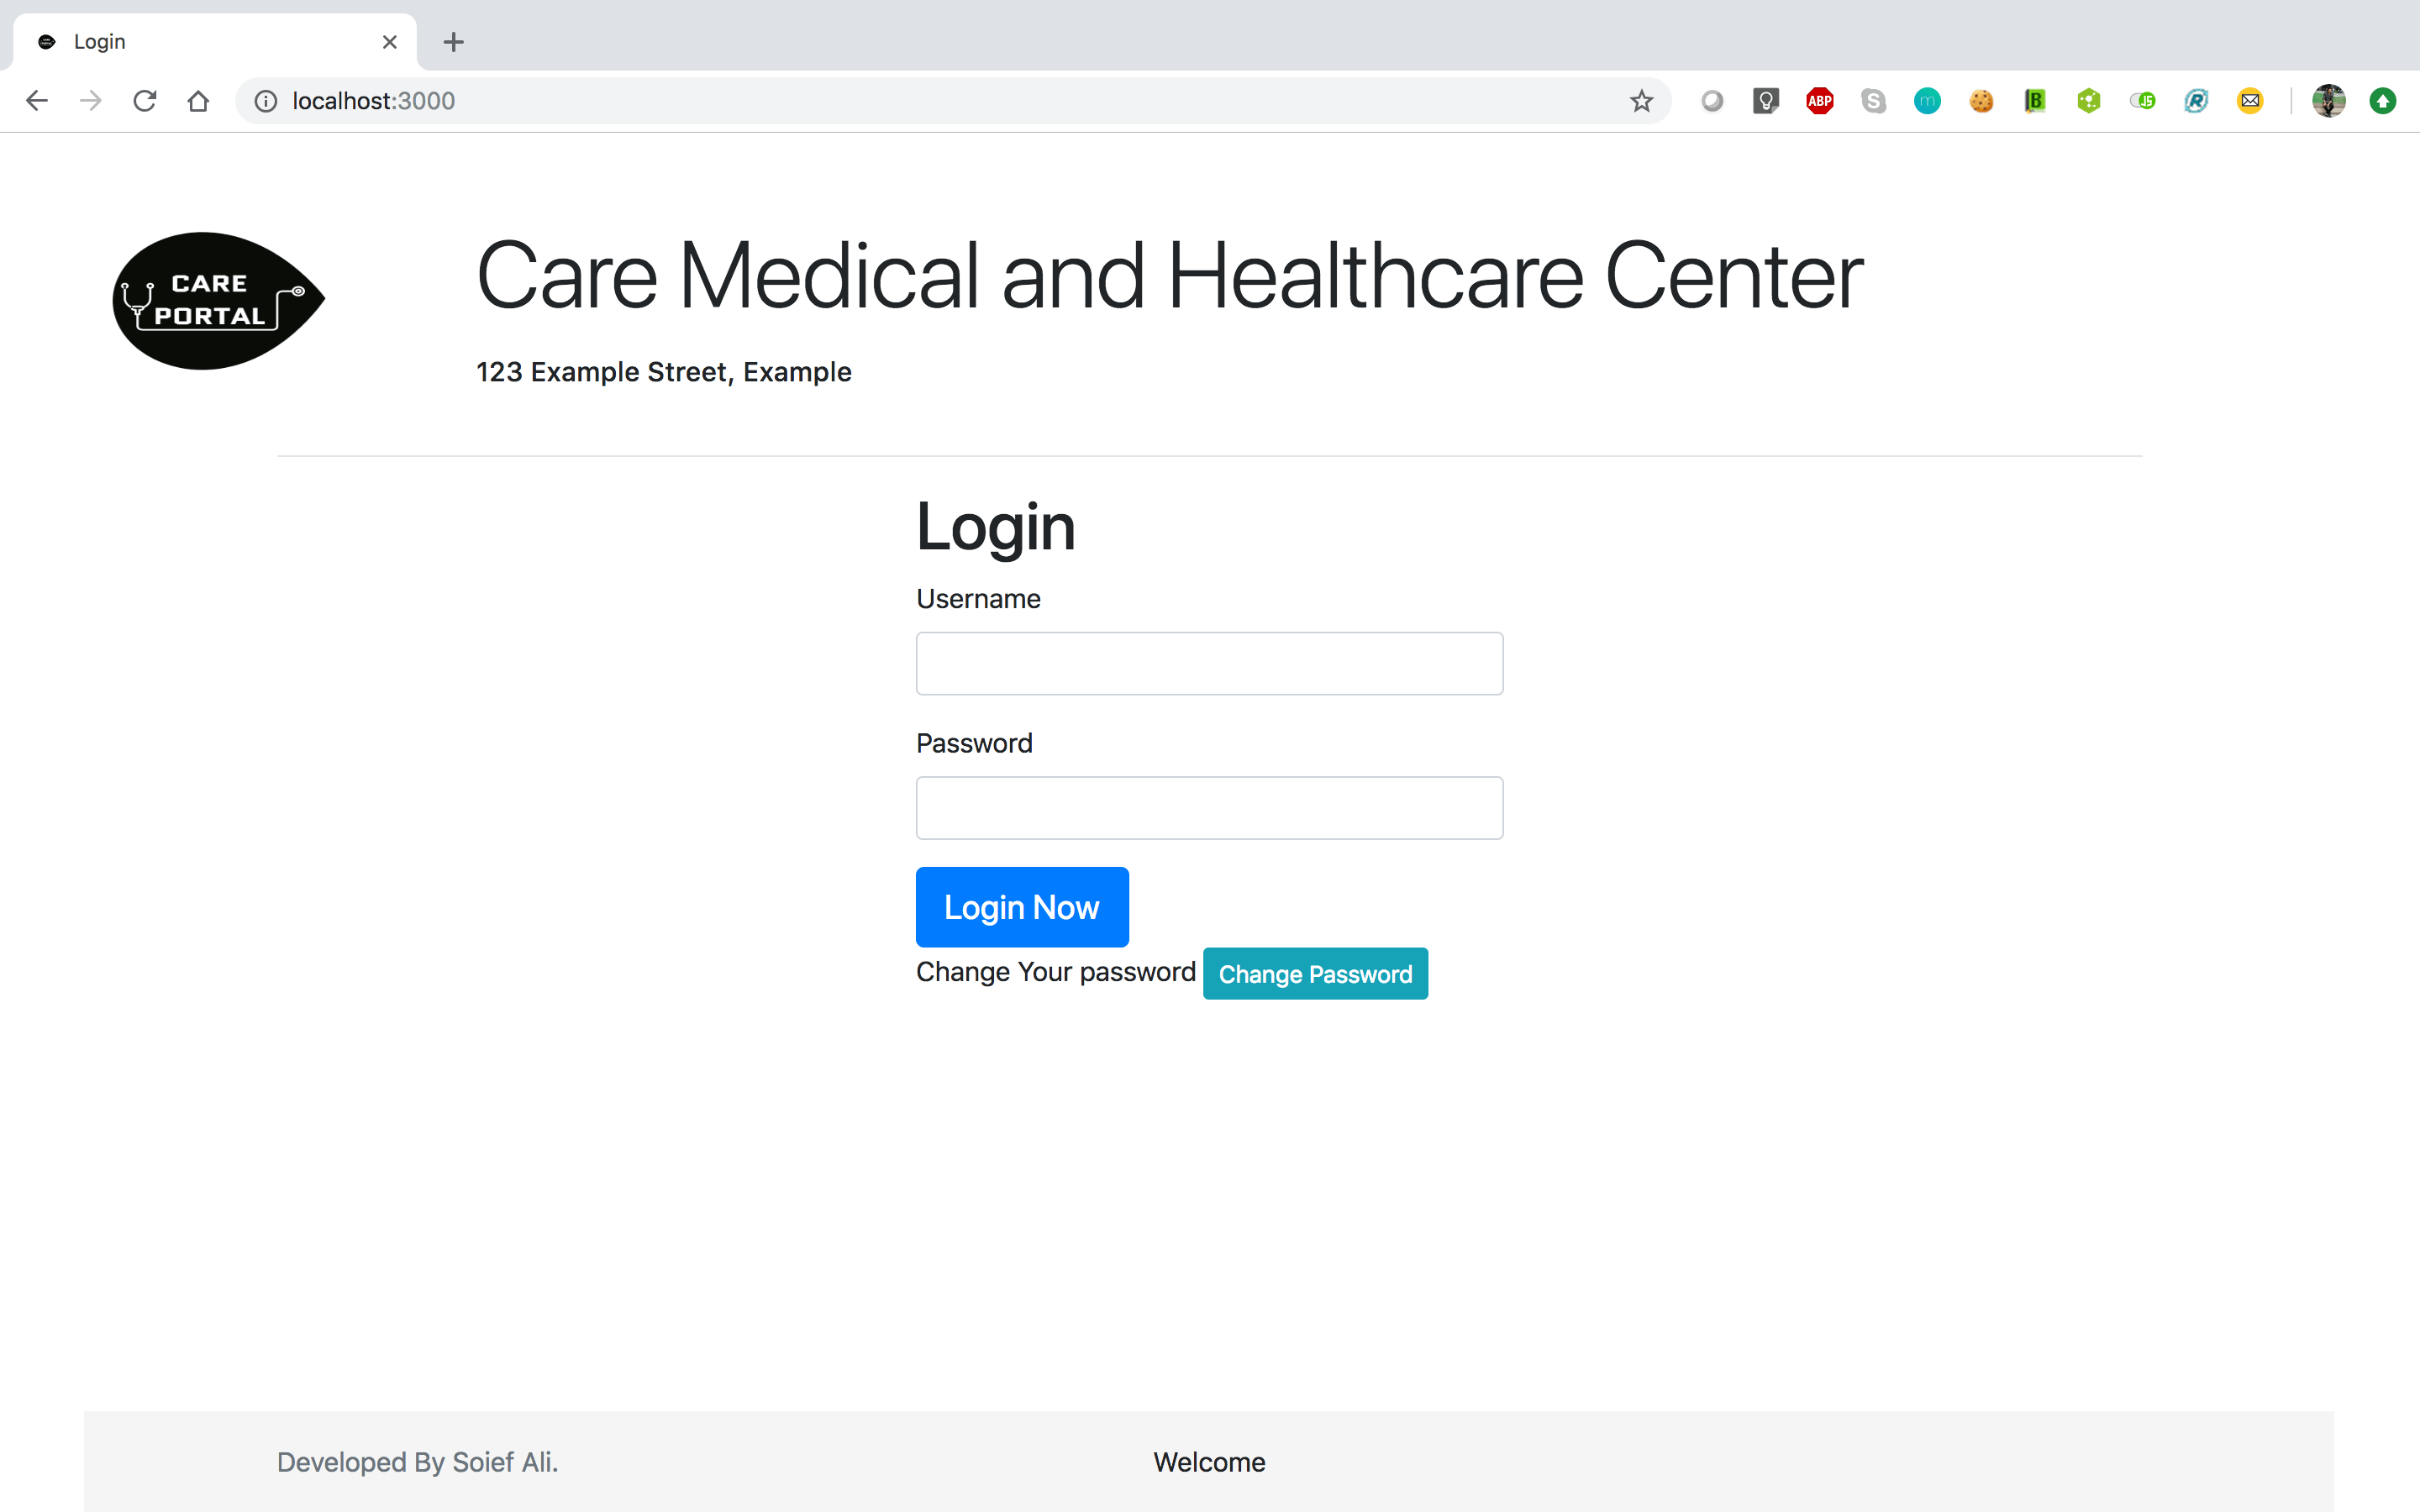 Login
localhost:3000
ABP
S
m
B
JS
R
CARE
PORTAL
Care Medical and Healthcare Center
123 Example Street, Example
Login
Username
Password
Login Now
Change Your password Change Password
Developed By Soief Ali. Welcome